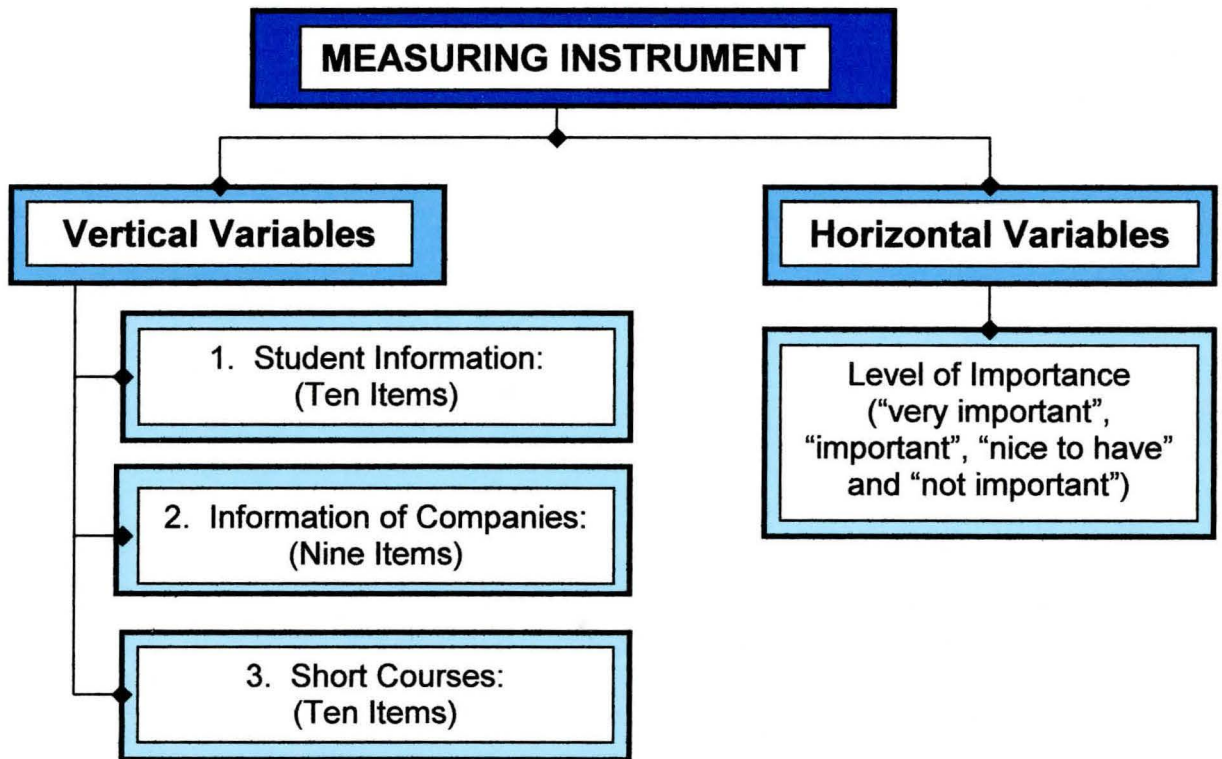 MEASURING INSTRUMENT
Vertical Variables
1. Student Information:
(Ten Items)
2. Information of Companies:
(Nine Items)
3. Short Courses:
(Ten Items)
Horizontal Variables
Level of Importance
(“very important”,
“important”, “nice to have”
and “not important”)